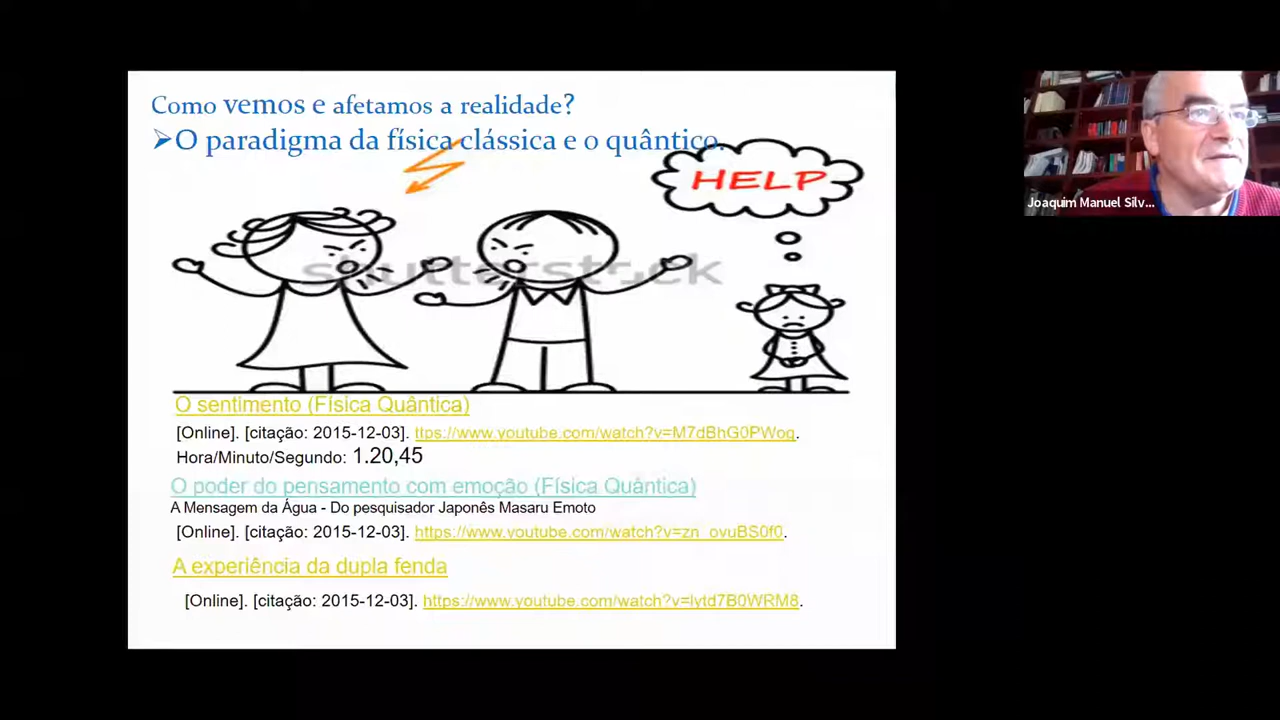 Como vemos e afetamos a realidade?
➢O paradigma da física clássica e o quântico.
HELP
shutterstock
Joaquim Manuel Silv...
O sentimento (Física Quântica)
[Online]. [citação: 2015-12-03]. ttps://www.youtube.com/watch?v=M7dBhG0PWog.
Hora/Minuto/Segundo: 1.20,45
O poder do pensamento com emoção (Física Quântica)
A Mensagem da Água - Do pesquisador Japonês Masaru Emoto
[Online]. [citação: 2015-12-03]. https://www.youtube.com/watch?v=zn_ovuBS0f0.
A experiência da dupla fenda
[Online]. [citação: 2015-12-03]. https://www.youtube.com/watch?v=lytd7B0WRM8.